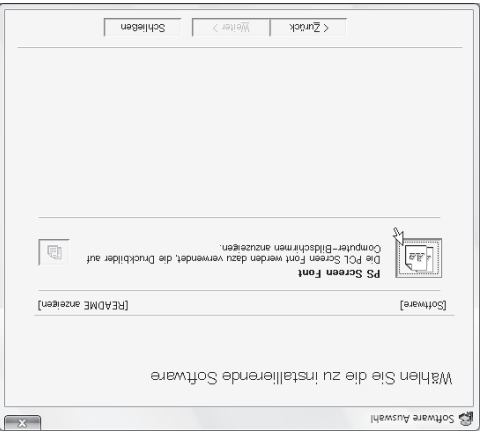 Software Auswahl
X
Wählen Sie die zu installierende Software
[Software] [README anzeigen]
PS Screen Font
Die PCL Screen Font werden dazu verwendet, die Druckbilder auf
Computer-Bildschirmen anzuzeigen.
< Zurück Weiter > Schließen